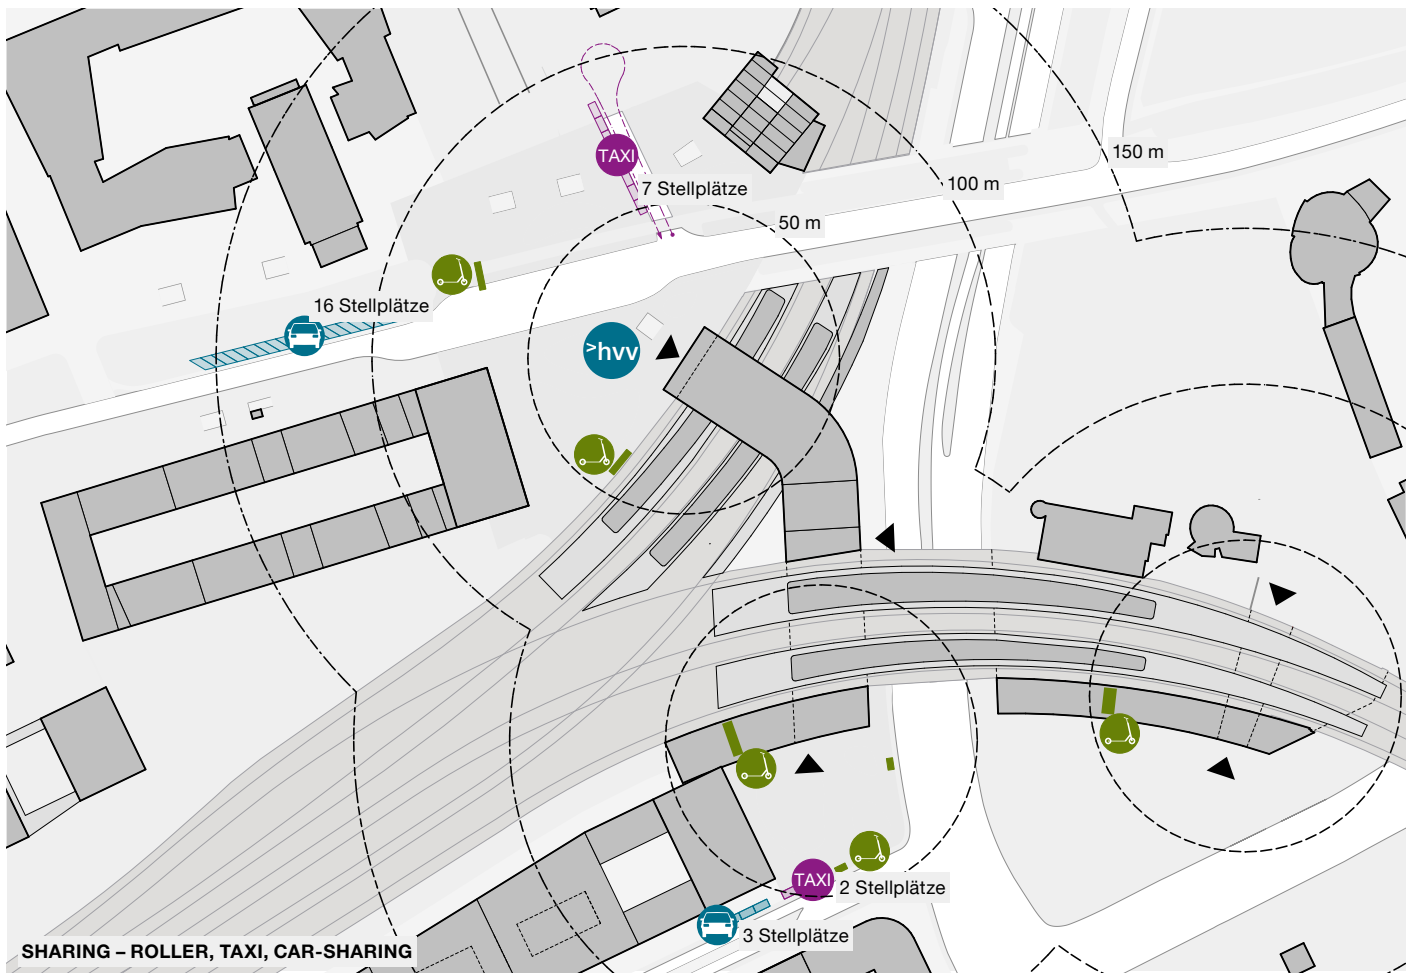 150 m
TAXI
100 m
7 Stellplätze
50 m
16 Stellplätze
>hvv
TAXI
2 Stellplätze
3 Stellplätze
SHARING – ROLLER, TAXI, CAR-SHARING